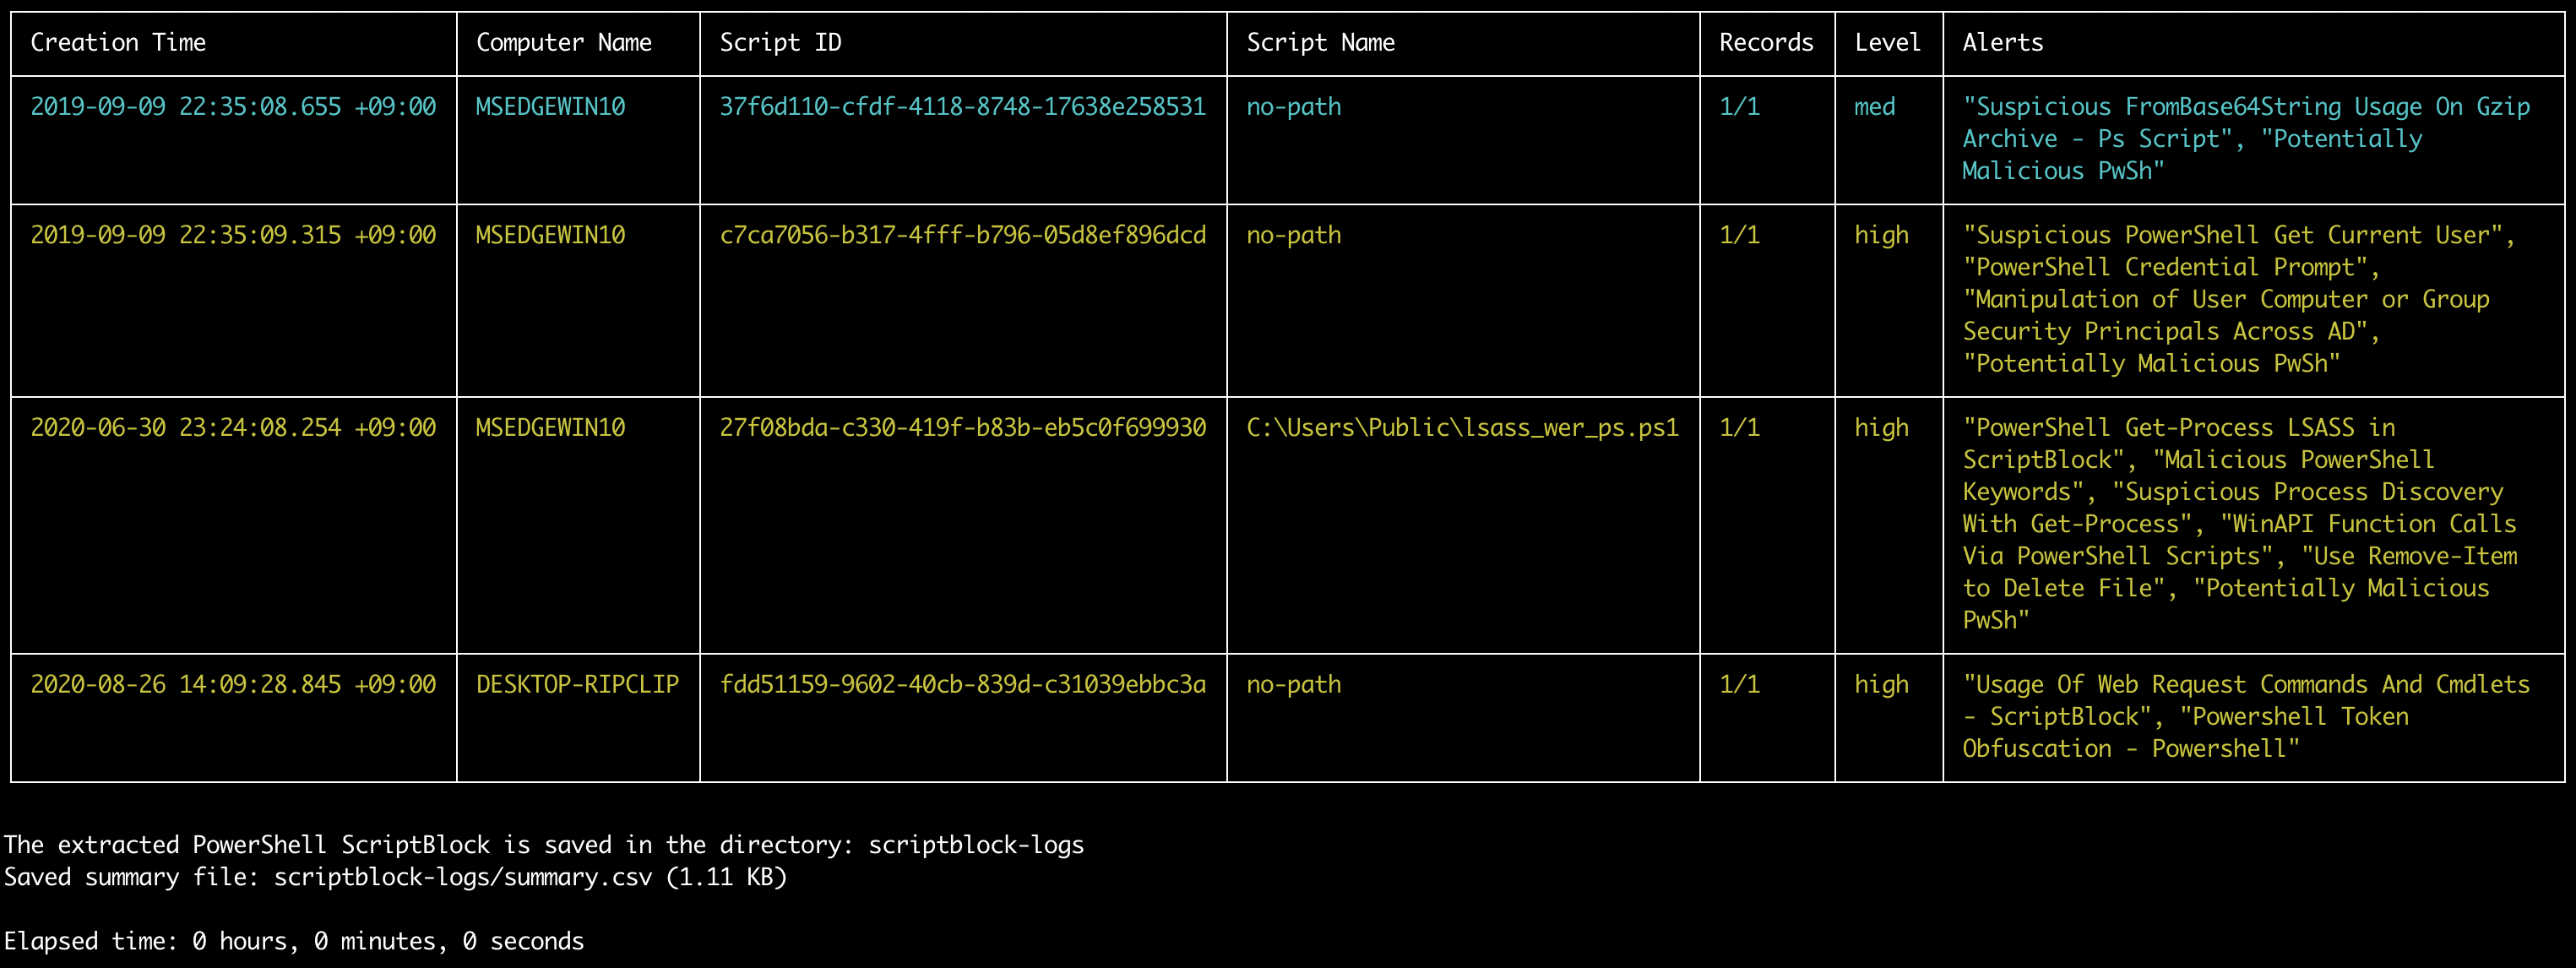 Creation Time Computer Name Script ID Script Name Records Level Alerts
2019-09-09 22:35:08.655 +09:00 MSEDGEWIN10 37f6d110-cfdf-4118-8748-17638e258531 no-path 1/1 med "Suspicious FromBase64String Usage On Gzip
Archive - Ps Script", "Potentially
Malicious PwSh"
2019-09-09 22:35:09.315 +09:00 MSEDGEWIN10 c7ca7056-b317-4fff-b796-05d8ef896dcd no-path 1/1 high "Suspicious PowerShell Get Current User",
"PowerShell Credential Prompt",
"Manipulation of User Computer or Group
Security Principals Across AD",
"Potentially Malicious PwSh"
2020-06-30 23:24:08.254 +09:00 MSEDGEWIN10 27f08bda-c330-419f-b83b-eb5c0f699930 C:\Users\Public\lsass_wer_ps.ps1 1/1 high "PowerShell Get-Process LSASS in
ScriptBlock", "Malicious PowerShell
Keywords", "Suspicious Process Discovery
With Get-Process", "WinAPI Function Calls
Via PowerShell Scripts", "Use Remove-Item
to Delete File", "Potentially Malicious
PwSh"
2020-08-26 14:09:28.845 +09:00 DESKTOP-RIPCLIP fdd51159-9602-40cb-839d-c31039ebbc3a no-path 1/1 high "Usage Of Web Request Commands And Cmdlets
- ScriptBlock", "Powershell Token
Obfuscation - Powershell"
The extracted PowerShell ScriptBlock is saved in the directory: scriptblock-logs
Saved summary file: scriptblock-logs/summary.csv (1.11 KB)
Elapsed time: 0 hours, 0 minutes, 0 seconds